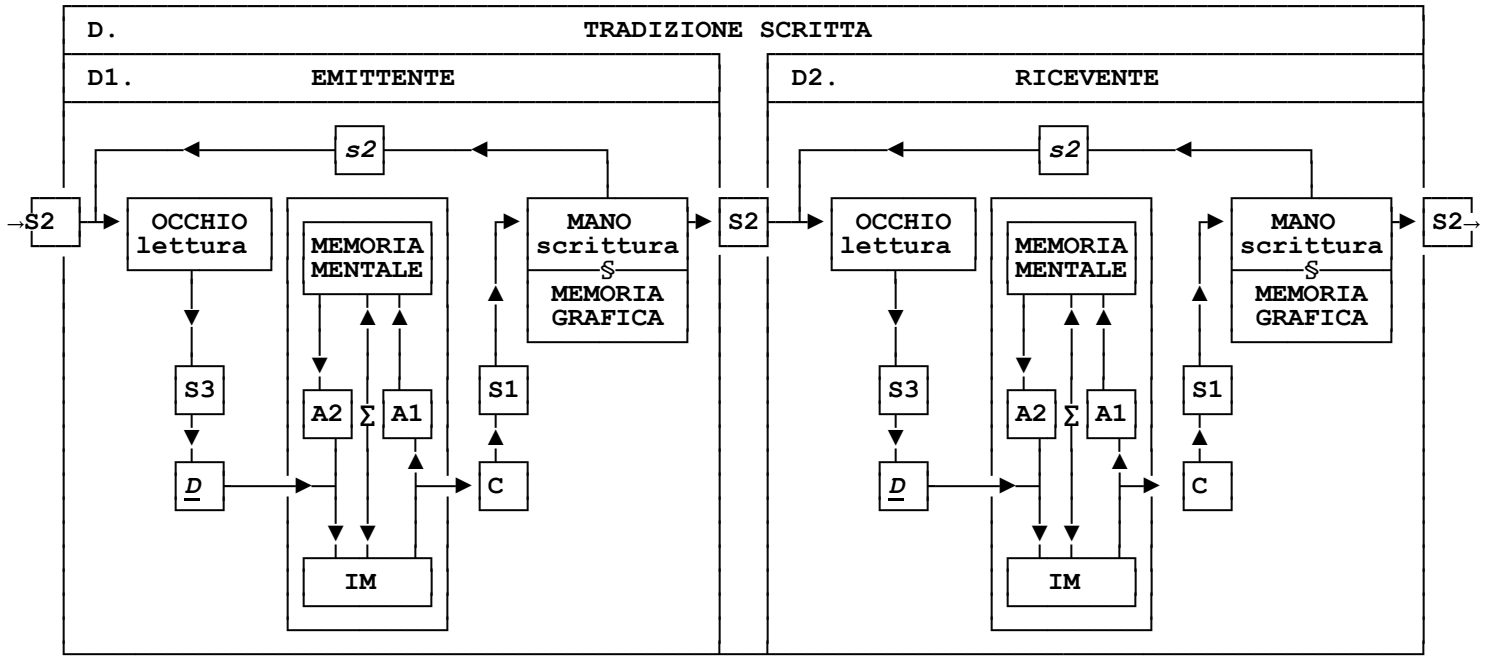 D. TRADIZIONE SCRITTA
D1. EMITTENTE D2. RICEVENTE
s2 s2
→S2 OCCHIO MANO S2 OCCHIO MANO S2→
lettura MEMORIA scrittura lettura MEMORIA scrittura
MENTALE § MENTALE §
MEMORIA MEMORIA
GRAFICA GRAFICA
S3 S1 S3 S1
A2 Σ A1 A2 Σ A1
D C D C
IM IM